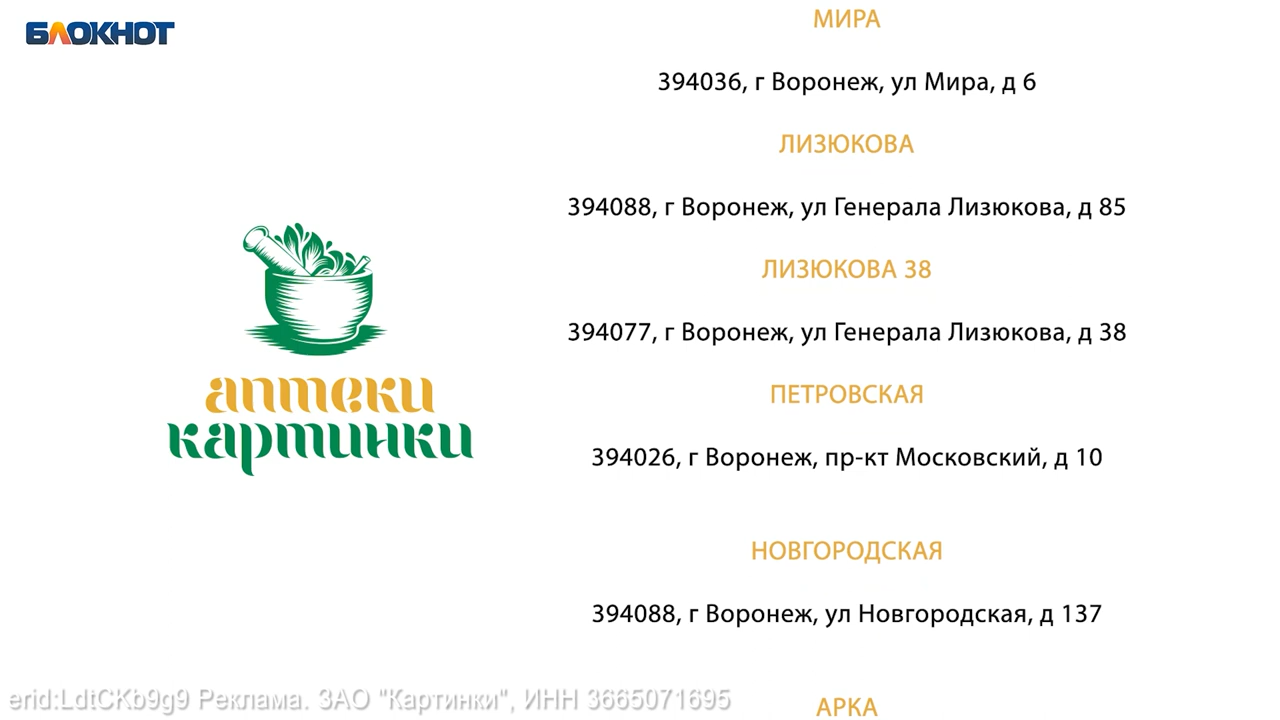 БЛОКНОТ
МИРА
394036, г Воронеж, ул Мира, д 6
ЛИЗЮКОВА
394088, г Воронеж, ул Генерала Лизюкова, д 85
ЛИЗЮКОВА 38
394077, г Воронеж, ул Генерала Лизюкова, д 38
ПЕТРОВСКАЯ
394026, г Воронеж, пр-кт Московский, д 10
НОВГОРОДСКАЯ
394088, г Воронеж, ул Новгородская, д 137
АРКА
аптеки
картинки
erid:LdtCKb9g9 Реклама. ЗАО "Картинки", ИНН 3665071695